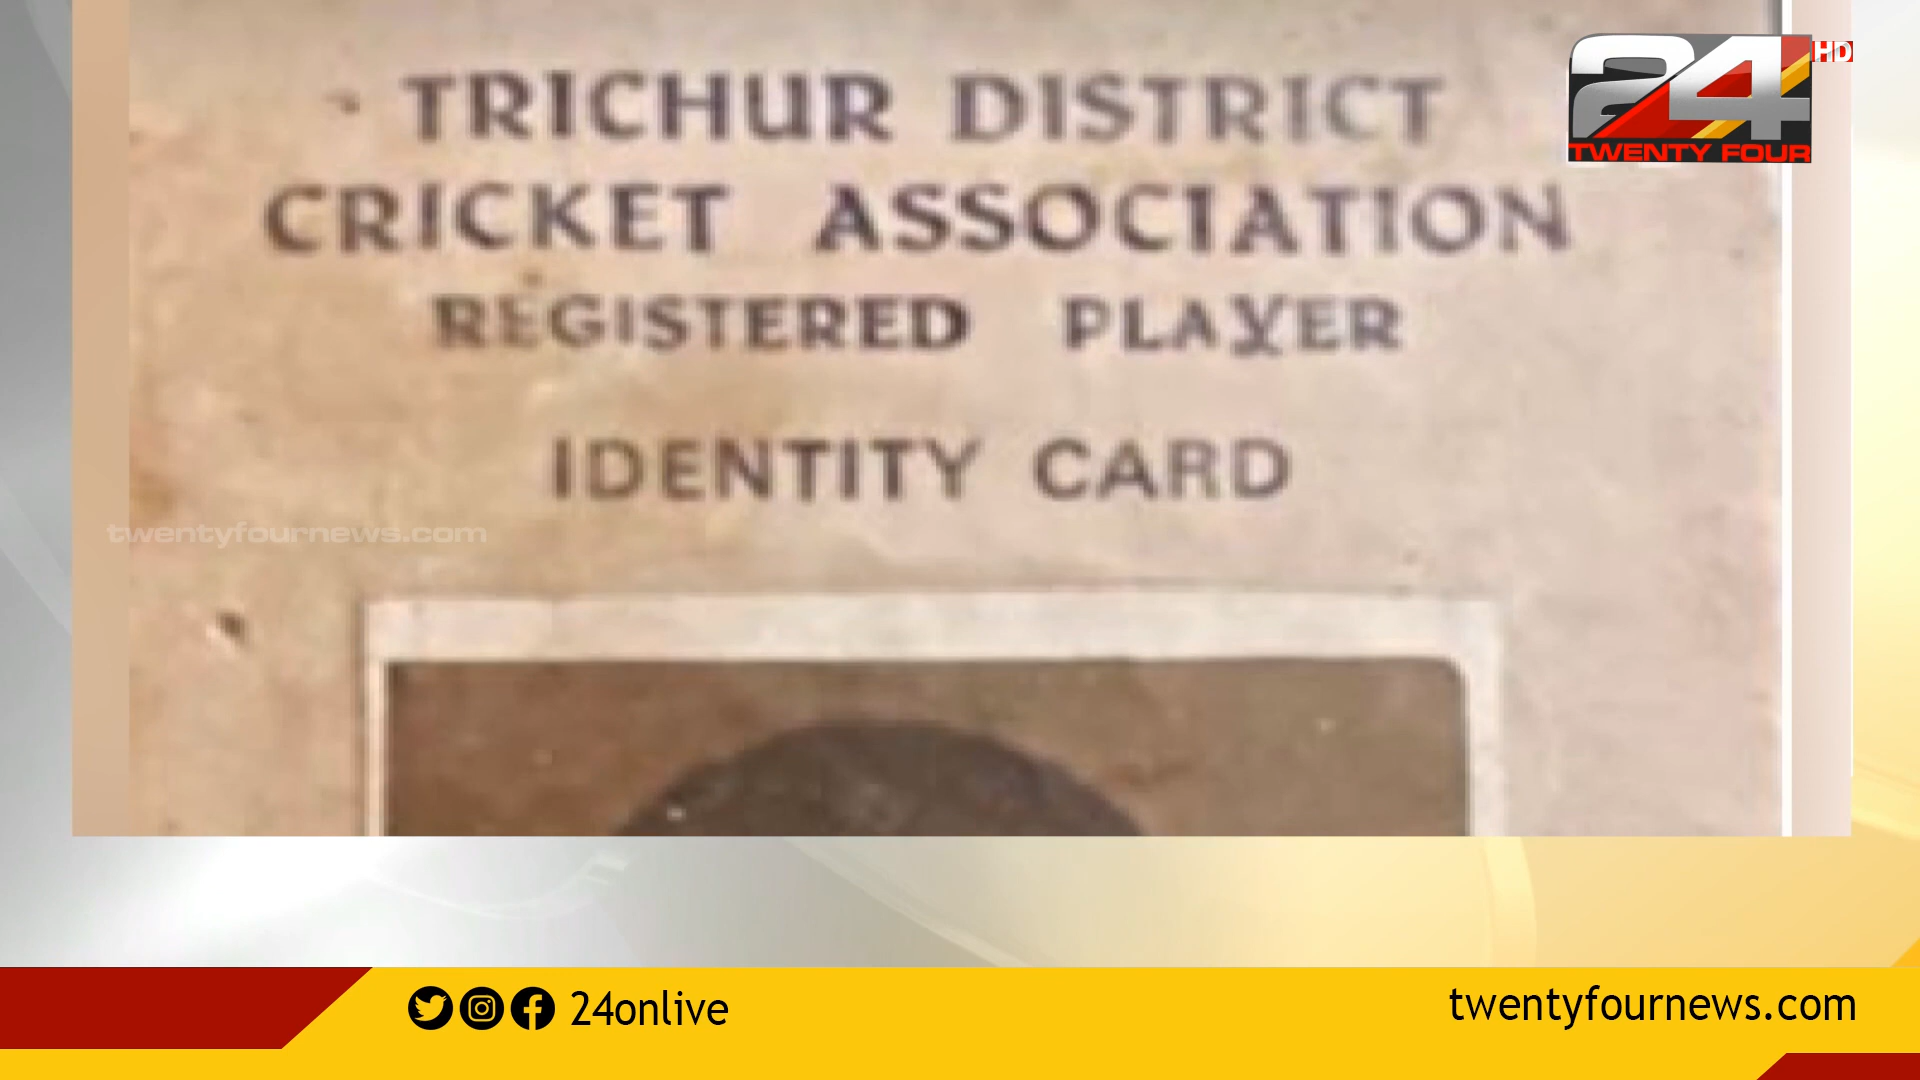 TRICHUR DISTRICT
CRICKET ASSOCIATION
REGISTERED PLAYER
IDENTITY CARD
24 HD
TWENTY FOUR
twentyfournews.com
24onlive
twentyfournews.com